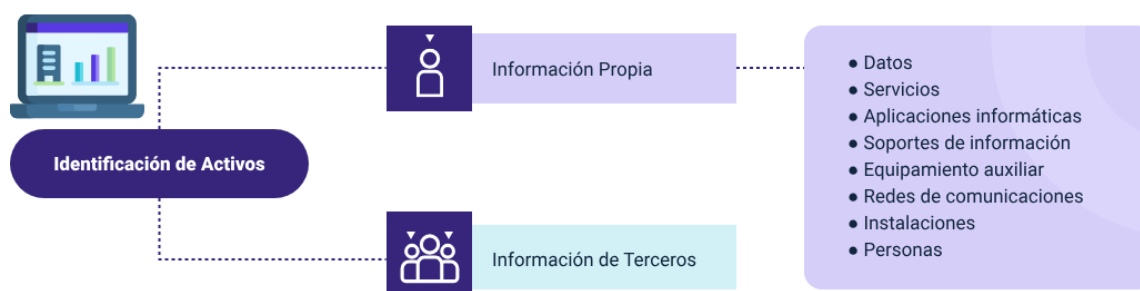 Identificación de Activos
Información Propia
● Datos
● Servicios
● Aplicaciones informáticas
● Soportes de información
● Equipamiento auxiliar
● Redes de comunicaciones
● Instalaciones
● Personas
Información de Terceros